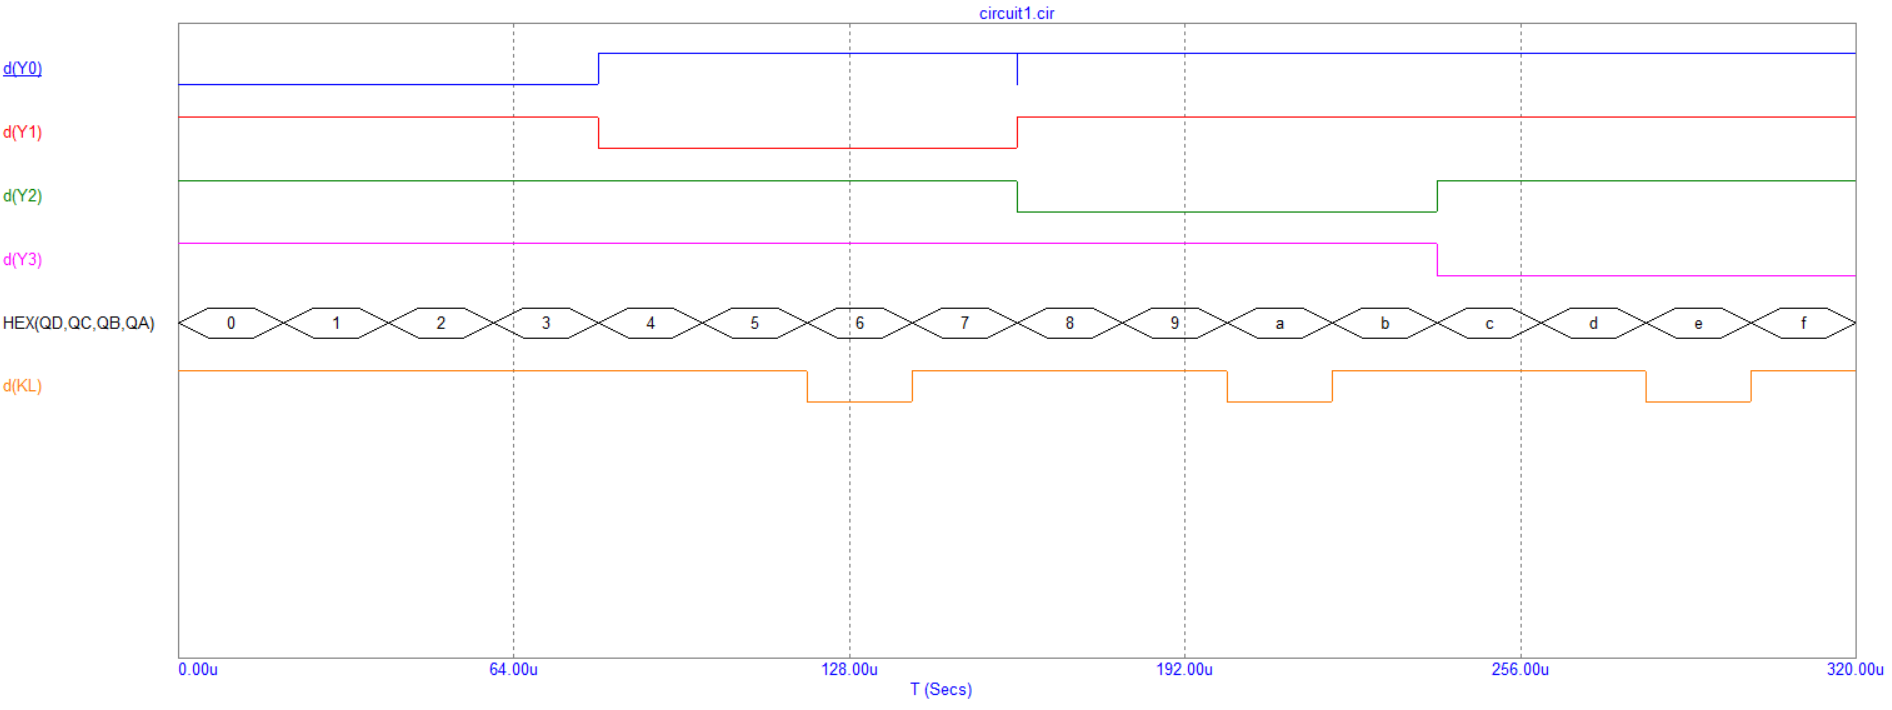 circuit1.cir
d(Y0)
d(Y1)
d(Y2)
d(Y3)
HEX(QD,QC,QB,QA) 0 1 2 3 4 5 6 7 8 9 a b c d e f
d(KL)
0.00u 64.00u 128.00u 192.00u 256.00u 320.00u
T (Secs)